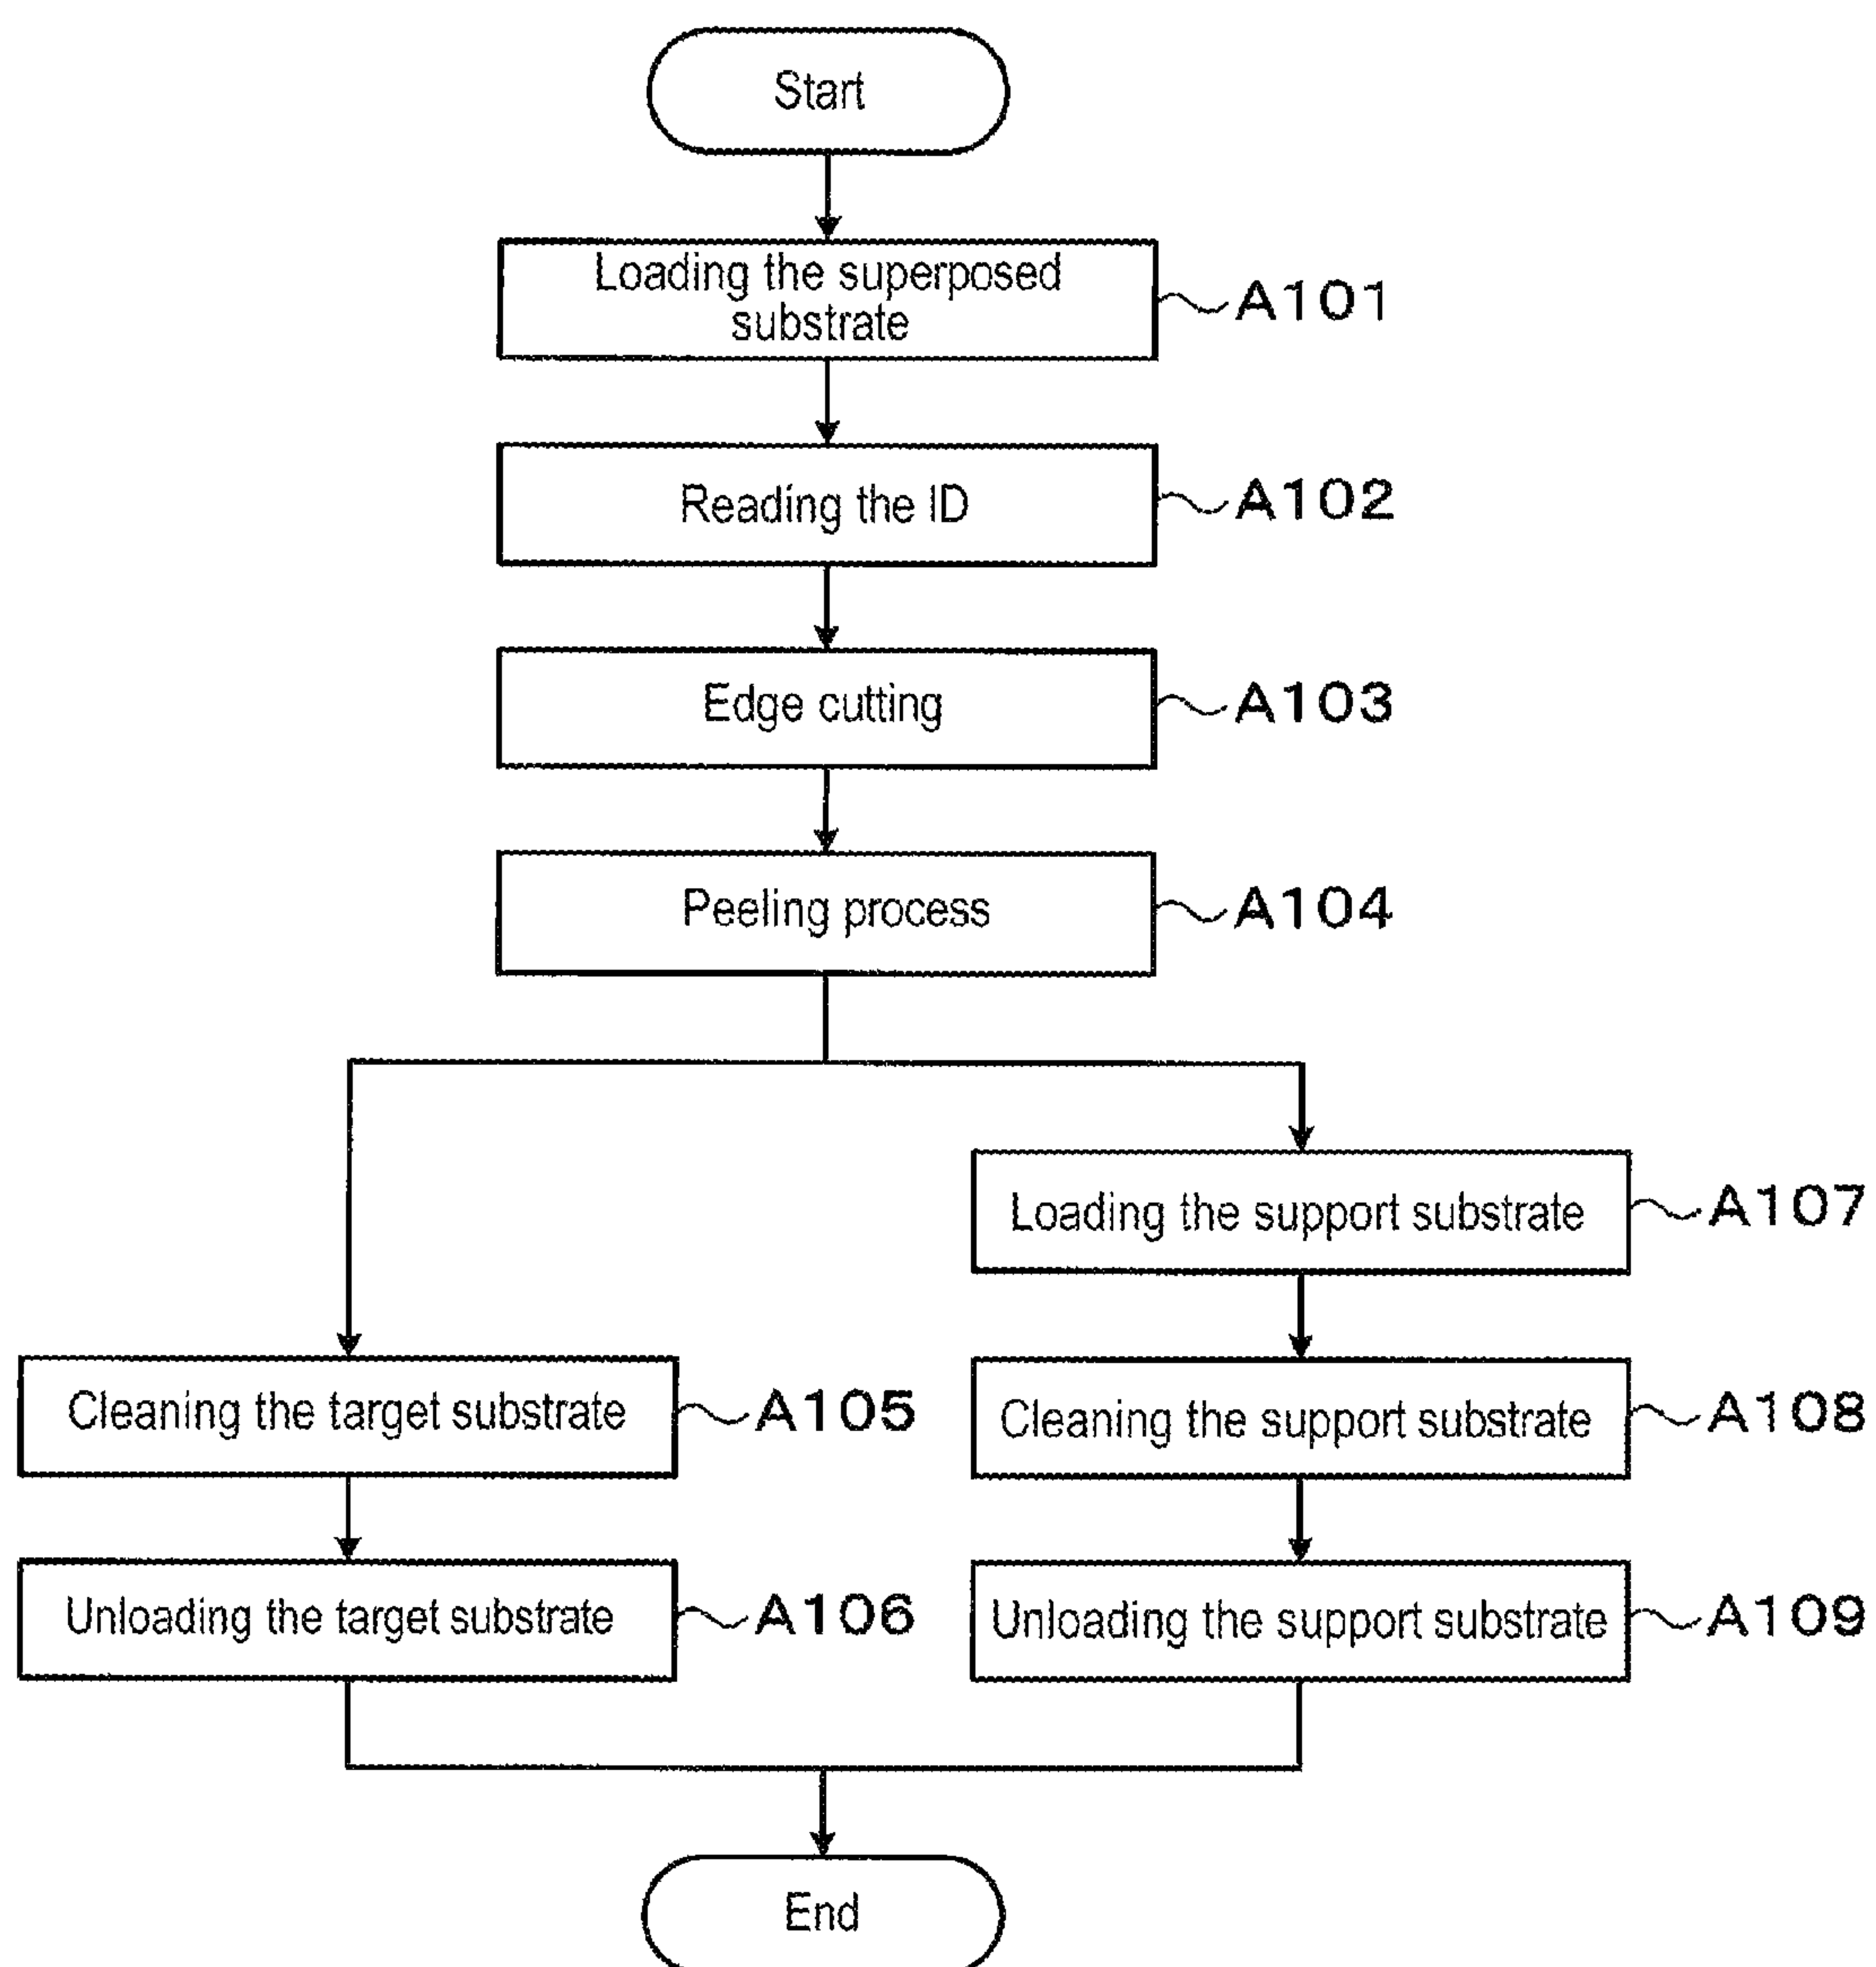 Start
Loading the superposed
substrate
A101
Reading the ID
A102
Edge cutting
A103
Peeling process
A104
Loading the support substrate
A107
Cleaning the target substrate
A105
Cleaning the support substrate
A108
Unloading the target substrate
A106
Unloading the support substrate
A109
End